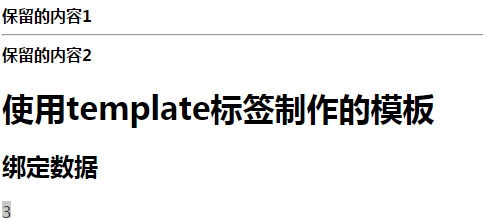 保留的内容1
保留的内容2
使用template标签制作的模板
绑定数据
3